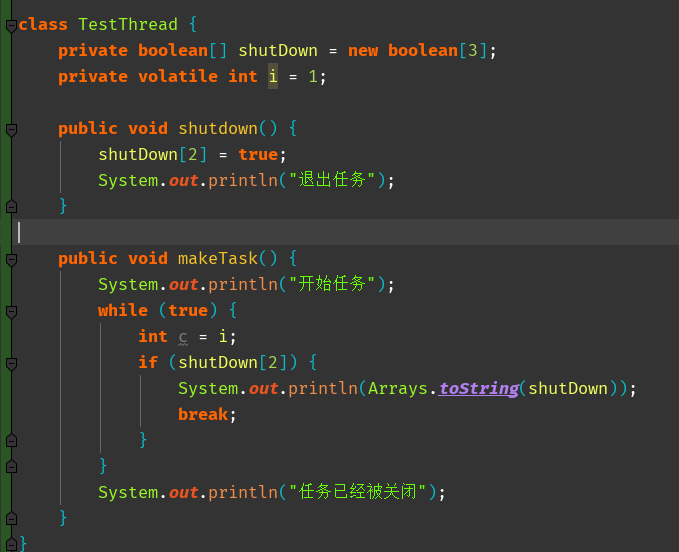 class TestThread {
    private boolean[] shutDown = new boolean[3];
    private volatile int i = 1;

    public void shutdown() {
        shutDown[2] = true;
        System.out.println("退出任务");
    }

    public void makeTask() {
        System.out.println("开始任务");
        while (true) {
            int c = i;
            if (shutDown[2]) {
                System.out.println(Arrays.toString(shutDown));
                break;
            }
        }
        System.out.println("任务已经被关闭");
    }
}